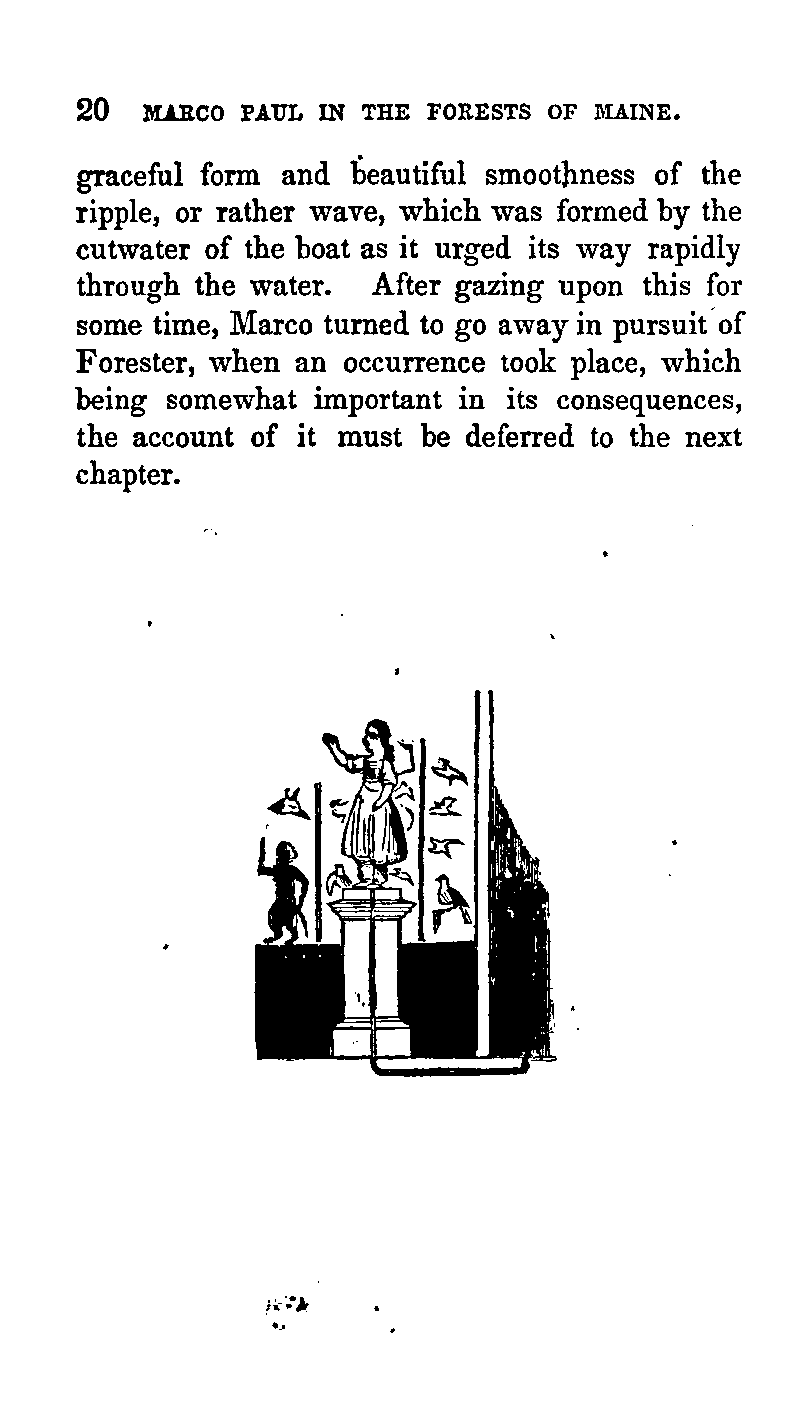 20 MARCO PAUL IN THE FORESTS OF MAINE.
graceful form and beautiful smoothness of the
ripple, or rather wave, which was formed by the
cutwater of the boat as it urged its way rapidly
through the water. After gazing upon this for
some time, Marco turned to go away in pursuit of
Forester, when an occurrence took place, which
being somewhat important in its consequences,
the account of it must be deferred to the next
chapter.